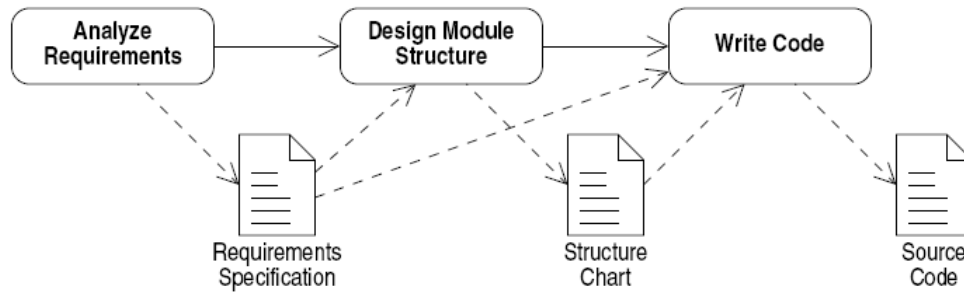 Analyze
Requirements
Design Module
Structure
Write Code
Requirements
Specification
Structure
Chart
Source
Code